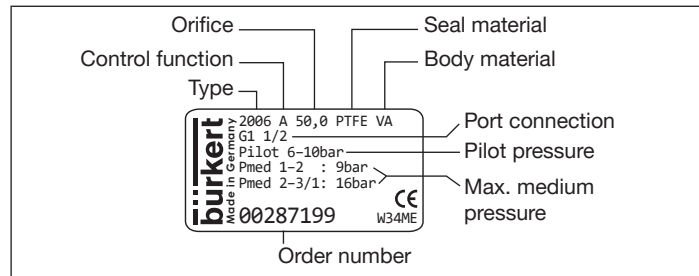 Orifice
Seal material
Control function
Body material
Type
2006 A 50,0 PTFE VA
G1 1/2
Port connection
Pilot 6–10bar
Pilot pressure
Pmed 1–2 : 9bar
Pmed 2–3/1: 16bar
Max. medium
pressure
bürkert
Made in Germany
CE
00287199
W34ME
Order number